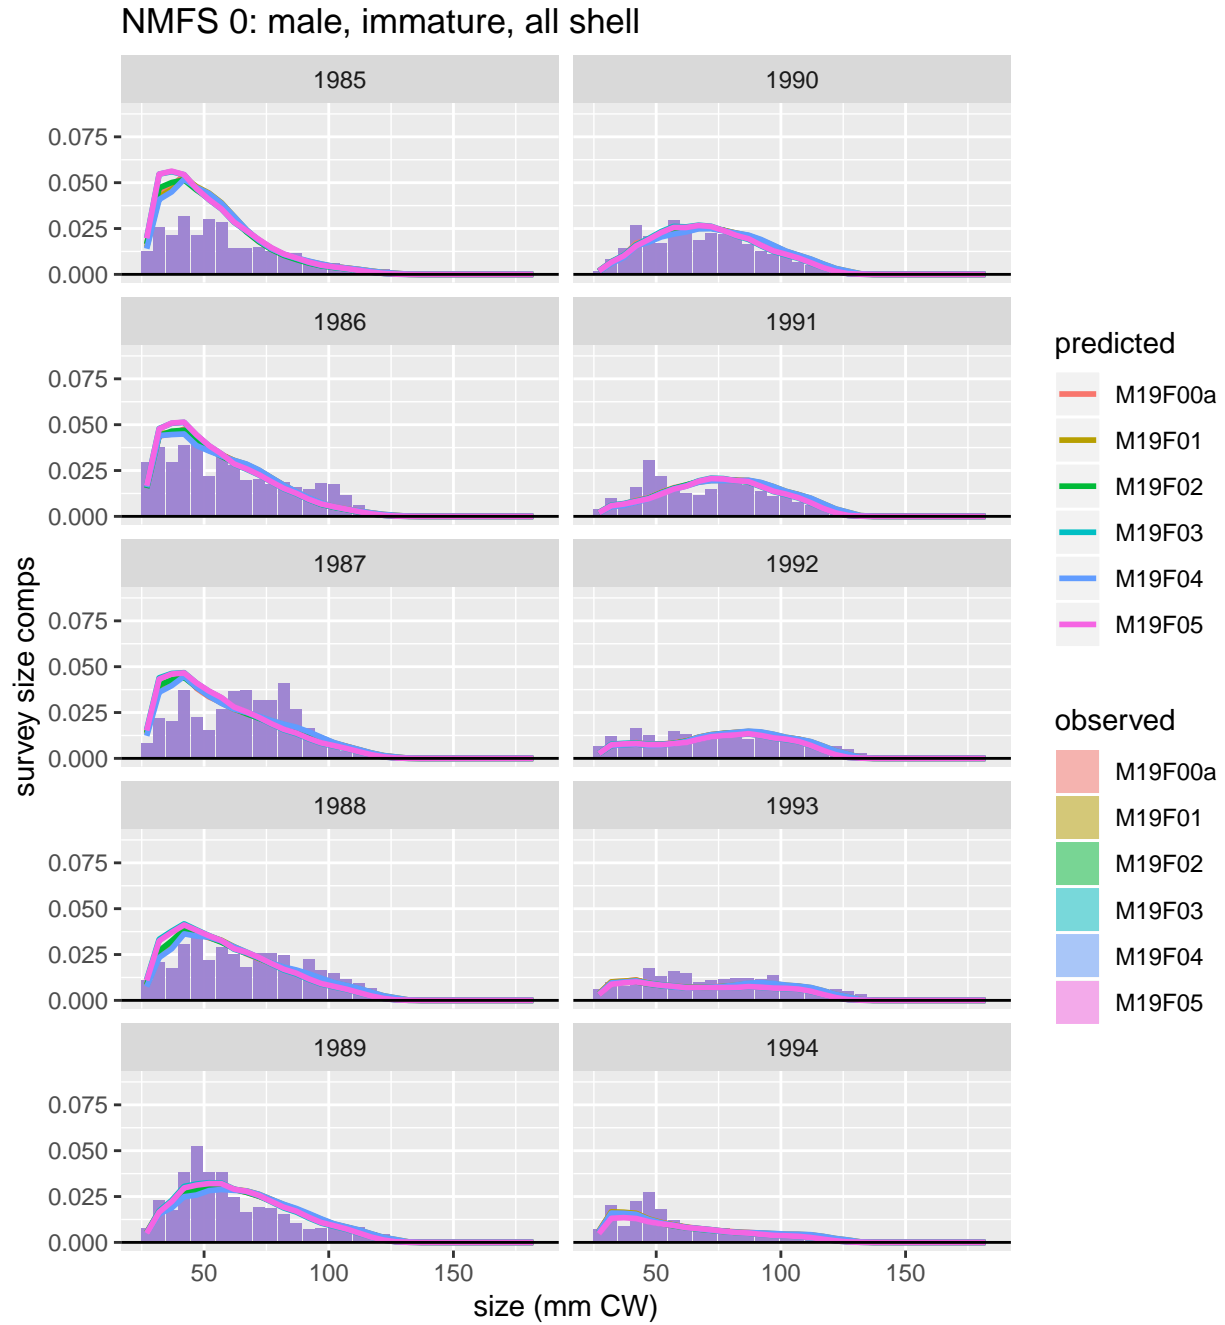 NMFS 0: male, immature, all shell
1985
1990
0.075
0.050
0.025
0.000
1986
1991
0.075
0.050
0.025
0.000
1987
1992
0.075
0.050
0.025
0.000
1988
1993
0.075
0.050
0.025
0.000
1989
1994
0.075
0.050
0.025
0.000
50
100
150
50
100
150
size (mm CW)
survey size comps
predicted
M19F00a
M19F01
M19F02
M19F03
M19F04
M19F05
observed
M19F00a
M19F01
M19F02
M19F03
M19F04
M19F05